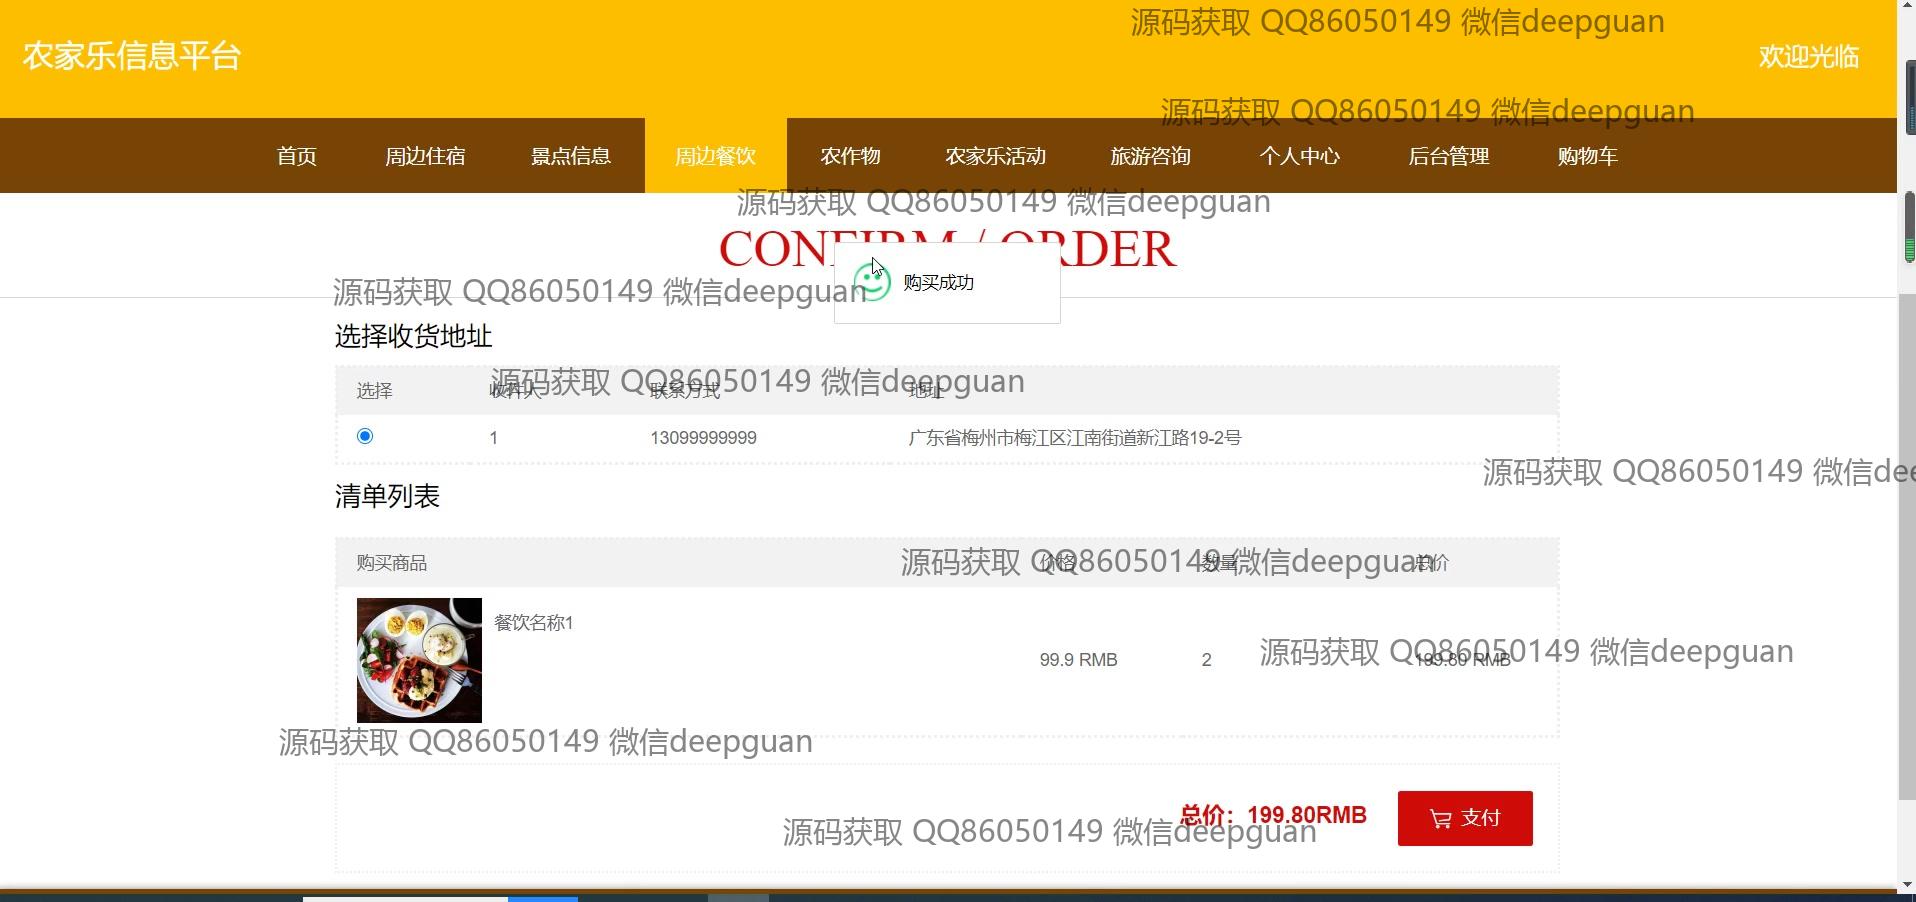 源码获取 QQ86050149 微信deepguan
农家乐信息平台
欢迎光临
源码获取 QQ86050149 微信deepguan
首页 周边住宿 景点信息 周边餐饮 农作物 农家乐活动 旅游咨询 个人中心 后台管理 购物车
源码获取 QQ86050149 微信deepguan
CONFIRM / ORDER
购买成功
源码获取 QQ86050149 微信deepguan
选择收货地址
源码获取 QQ86050149 微信deepguan
选择 收件人 联系方式 地址
1 13099999999 广东省梅州市梅江区江南街道新江路19-2号
源码获取 QQ86050149 微信dee
清单列表
源码获取 QQ86050149 微信deepguan
购买商品 价格 数量 总价
餐饮名称1
源码获取 QQ86050149 微信deepguan
99.9 RMB 2 199.80 RMB
源码获取 QQ86050149 微信deepguan
总价：199.80RMB 支付
源码获取 QQ86050149 微信deepguan